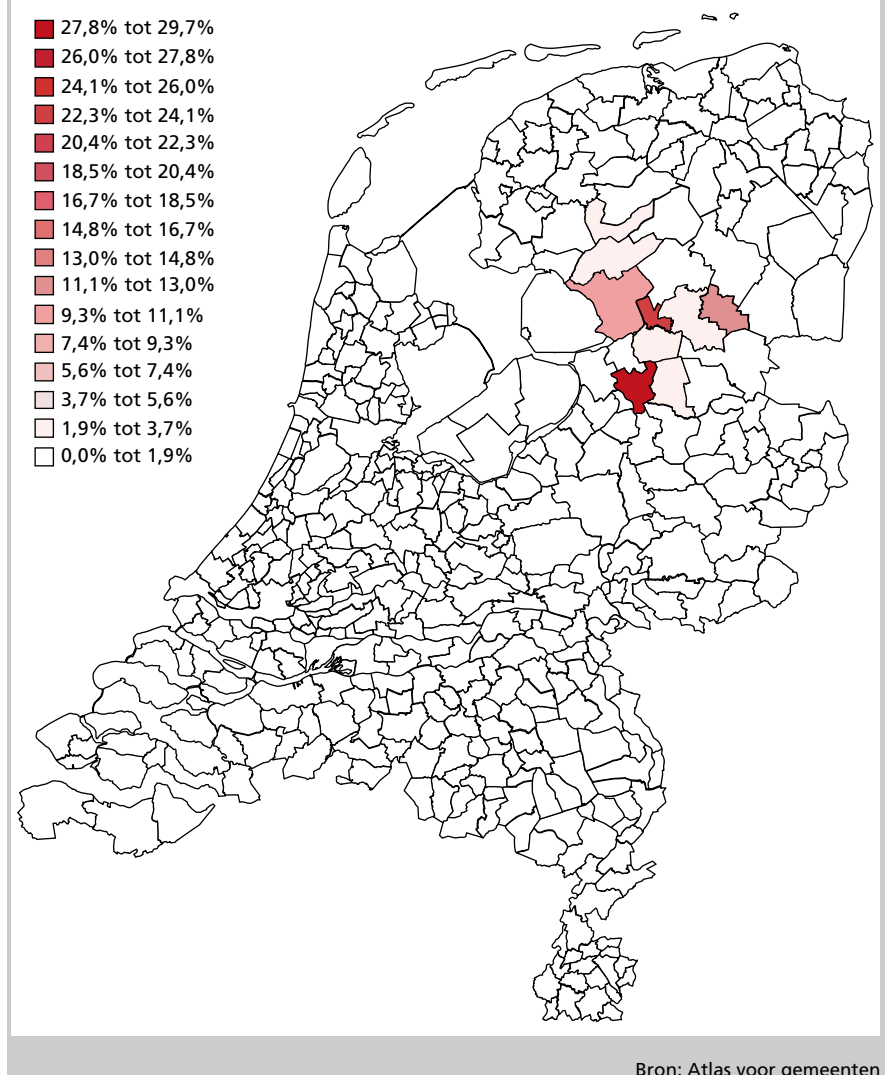 27,8% tot 29,7%
26,0% tot 27,8%
24,1% tot 26,0%
22,3% tot 24,1%
20,4% tot 22,3%
18,5% tot 20,4%
16,7% tot 18,5%
14,8% tot 16,7%
13,0% tot 14,8%
11,1% tot 13,0%
9,3% tot 11,1%
7,4% tot 9,3%
5,6% tot 7,4%
3,7% tot 5,6%
1,9% tot 3,7%
0,0% tot 1,9%
Bron: Atlas voor gemeenten